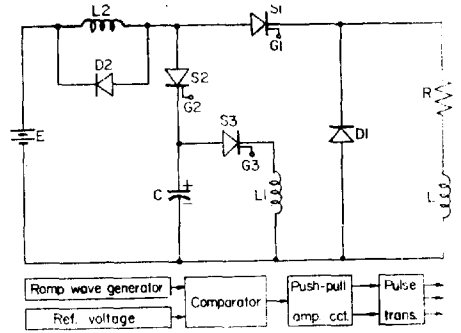 L2
S1
G1
D2
S2
G2
R
E
S3
D1
G3
C
+
−
L1
L
Ramp wave generator
Ref. voltage
Comparator
Push-pull
amp. cct.
Pulse
trans.